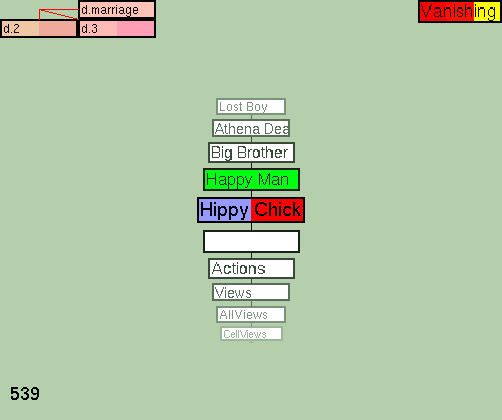 d.marriage
Vanishing
d.2
d.3
Lost Boy
Athena Dea
Big Brother
Happy Man
Hippy Chick
Actions
Views
AllViews
CellViews
539